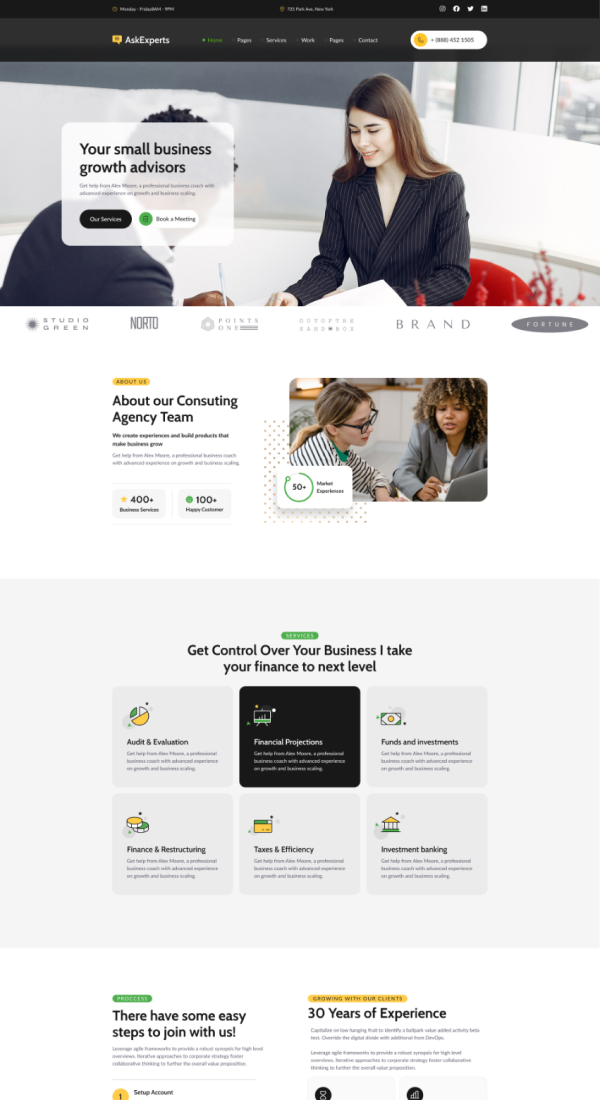 Monday - Friday8AM - 9PM
721 Park Ave, New York
AskExperts
Home
Pages
Services
Work
Pages
Contact
+ (888) 452 1505
Your small business
growth advisors
Get help from Alex Moore, a professional business coach with
advanced experience on growth and business scaling.
Our Services
Book a Meeting
STUDIO
GREEN
NORTO
POINTS
ONE
OUTOFTHE
SANDBOX
BRAND
FORTUNE
ABOUT US
About our Consuting
Agency Team
We create experiences and build products that
make business grow
Get help from Alex Moore, a professional business coach
with advanced experience on growth and business scaling.
400+
Business Services
100+
Happy Customer
50+
Market
Experiences
SERVICES
Get Control Over Your Business I take
your finance to next level
Audit & Evaluation
Get help from Alex Moore, a professional
business coach with advanced experience
on growth and business scaling.
Financial Projections
Get help from Alex Moore, a professional
business coach with advanced experience
on growth and business scaling.
Funds and investments
Get help from Alex Moore, a professional
business coach with advanced experience
on growth and business scaling.
Finance & Restructuring
Get help from Alex Moore, a professional
business coach with advanced experience
on growth and business scaling.
Taxes & Efficiency
Get help from Alex Moore, a professional
business coach with advanced experience
on growth and business scaling.
Investment banking
Get help from Alex Moore, a professional
business coach with advanced experience
on growth and business scaling.
PROCCESS
There have some easy
steps to join with us!
Leverage agile frameworks to provide a robust synopsis for high level
overviews. Iterative approaches to corporate strategy foster
collaborative thinking to further the overall value proposition.
1
Setup Account
GROWING WITH OUR CLIENTS
30 Years of Experience
Capitalize on low hanging fruit to identify a ballpark value added activity beta
test. Override the digital divide with additional from DevOps.
Leverage agile frameworks to provide a robust synopsis for high level
overviews. Iterative approaches to corporate strategy foster collaborative
thinking to further the overall value proposition.